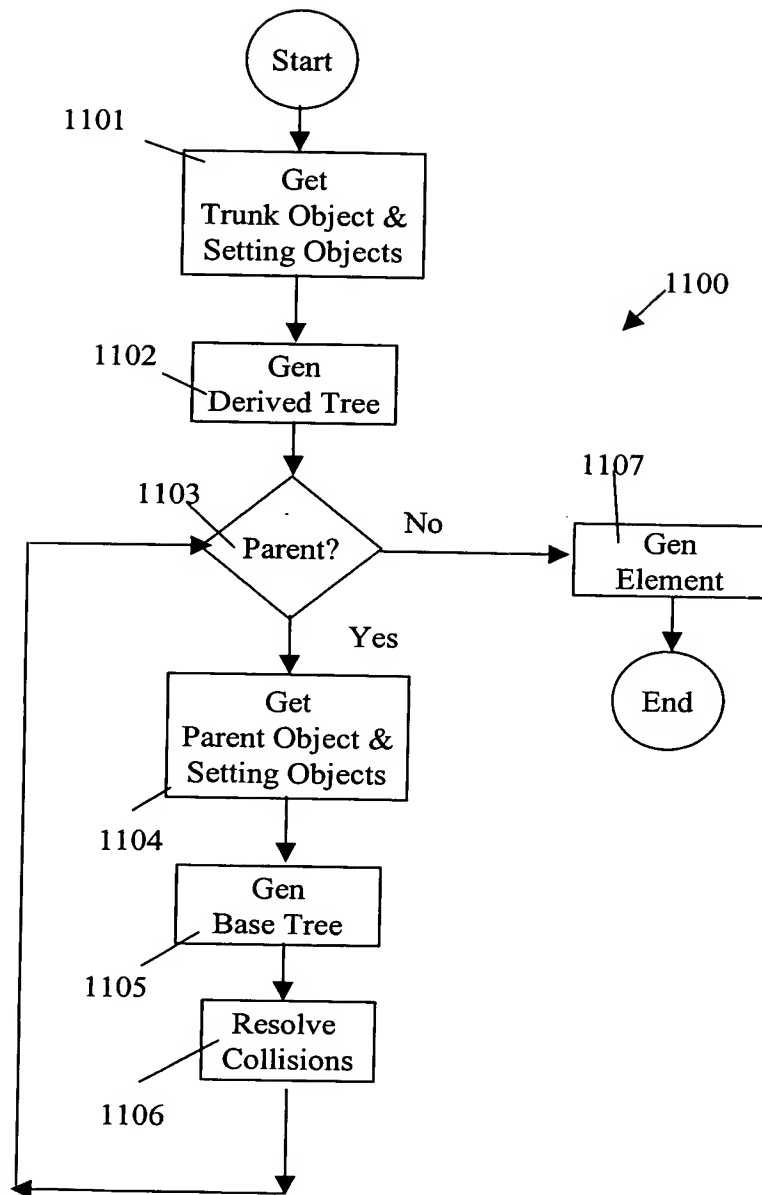 Start
1101
Get
Trunk Object &
Setting Objects
1100
1102
Gen
Derived Tree
1103
Parent?
No
1107
Gen
Element
Yes
End
Get
Parent Object &
Setting Objects
1104
Gen
Base Tree
1105
Resolve
Collisions
1106